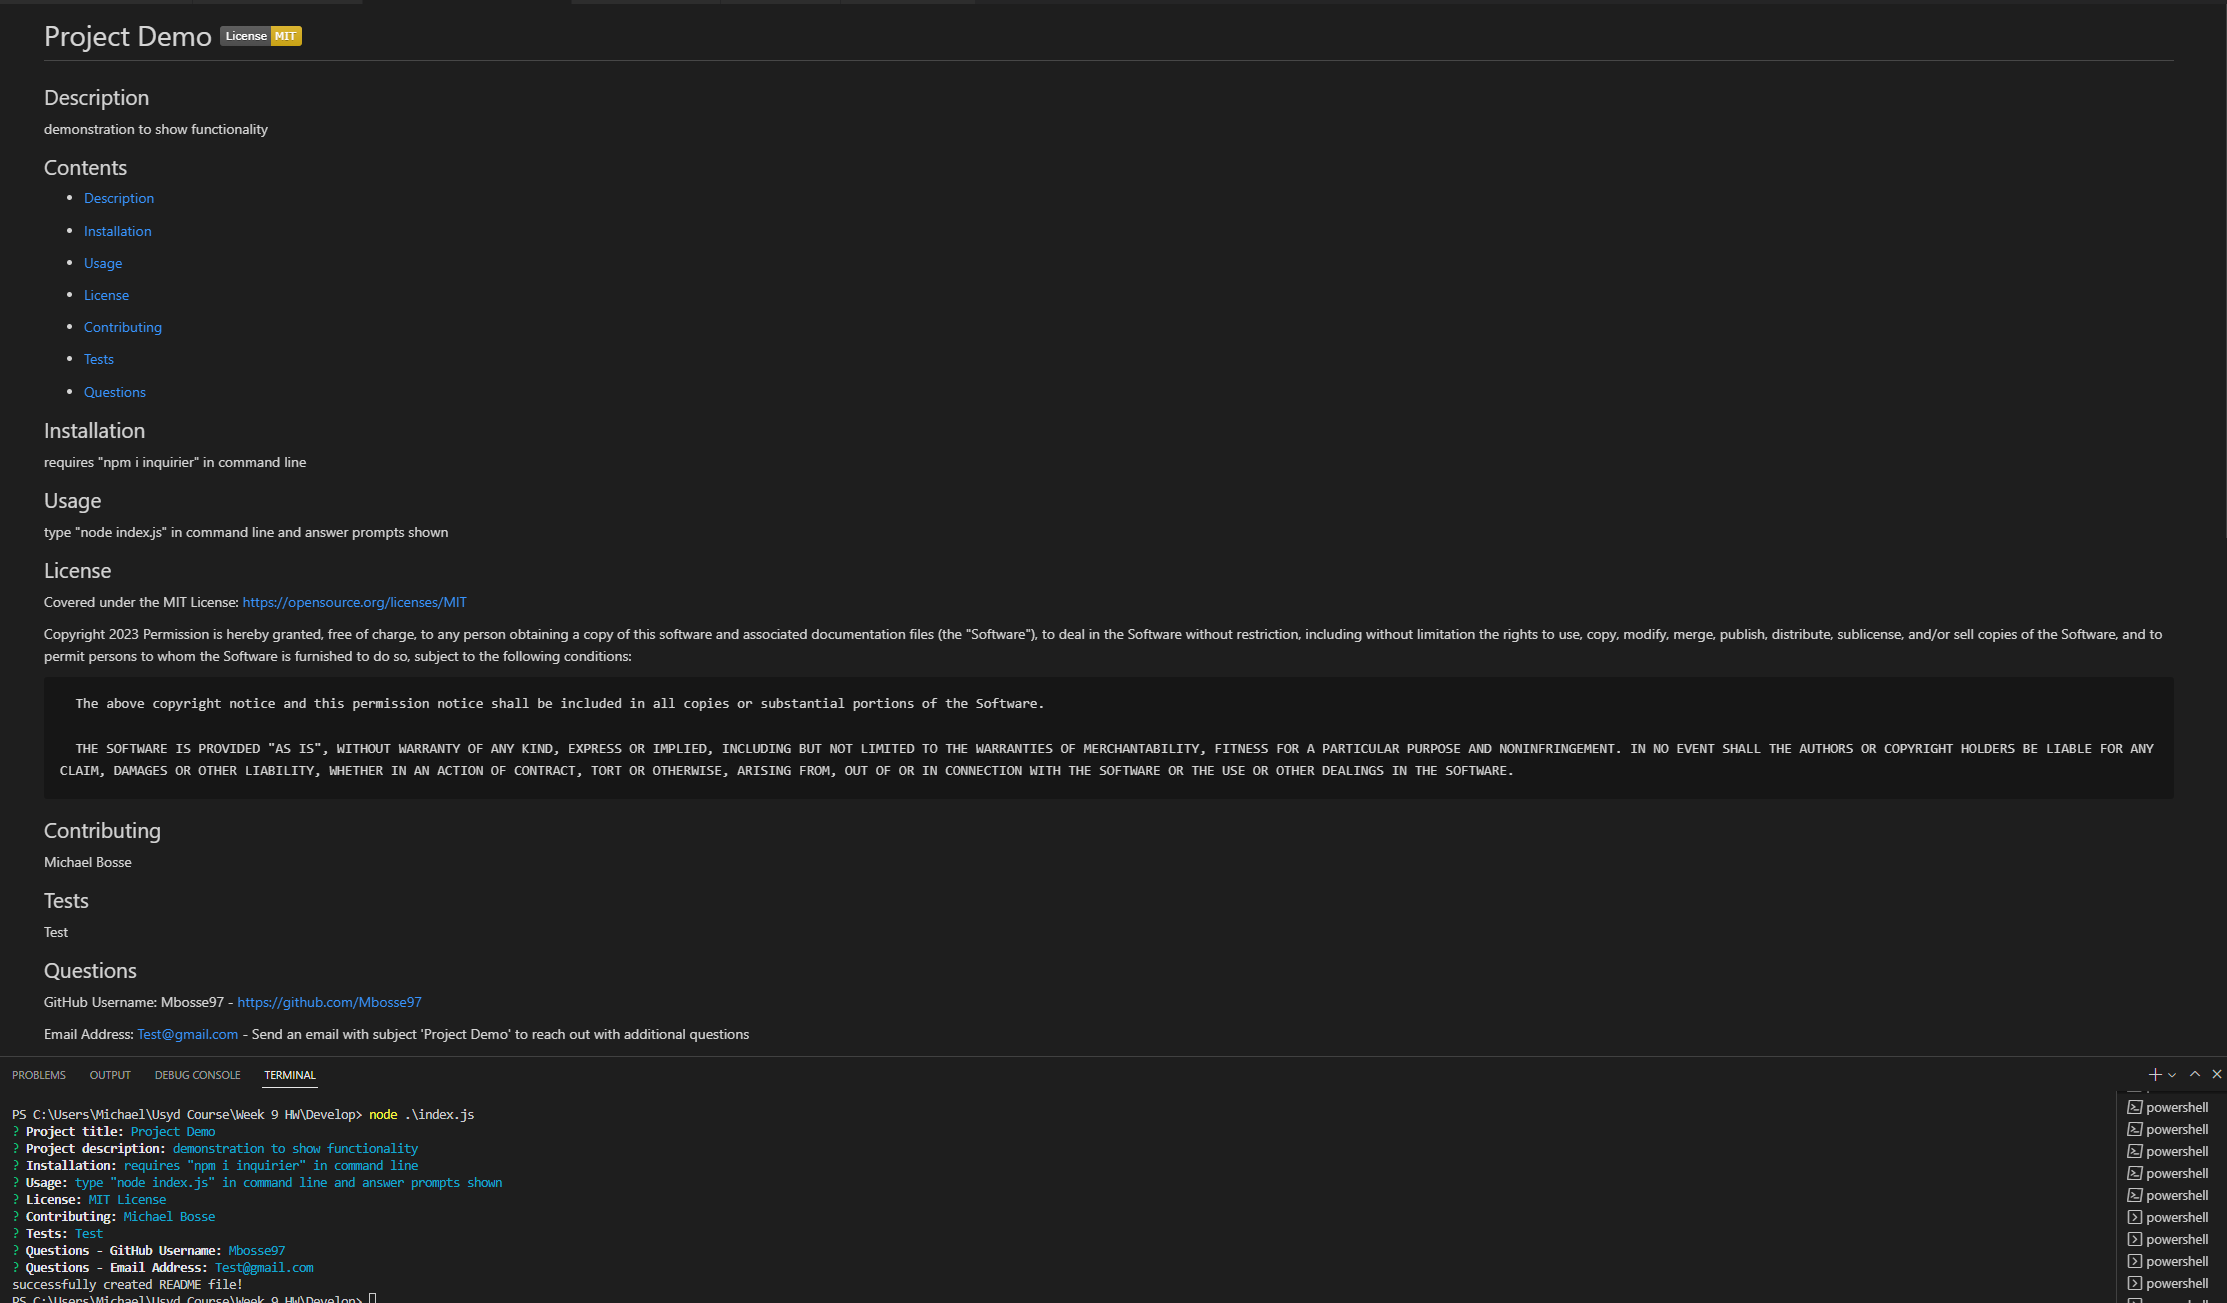 Project Demo License MIT
Description
demonstration to show functionality
Contents
Description
Installation
Usage
License
Contributing
Tests
Questions
Installation
requires "npm i inquirier" in command line
Usage
type "node index.js" in command line and answer prompts shown
License
Covered under the MIT License: https://opensource.org/licenses/MIT
Copyright 2023 Permission is hereby granted, free of charge, to any person obtaining a copy of this software and associated documentation files (the "Software"), to deal in the Software without restriction, including without limitation the rights to use, copy, modify, merge, publish, distribute, sublicense, and/or sell copies of the Software, and to
permit persons to whom the Software is furnished to do so, subject to the following conditions:
The above copyright notice and this permission notice shall be included in all copies or substantial portions of the Software.
THE SOFTWARE IS PROVIDED "AS IS", WITHOUT WARRANTY OF ANY KIND, EXPRESS OR IMPLIED, INCLUDING BUT NOT LIMITED TO THE WARRANTIES OF MERCHANTABILITY, FITNESS FOR A PARTICULAR PURPOSE AND NONINFRINGEMENT. IN NO EVENT SHALL THE AUTHORS OR COPYRIGHT HOLDERS BE LIABLE FOR ANY
CLAIM, DAMAGES OR OTHER LIABILITY, WHETHER IN AN ACTION OF CONTRACT, TORT OR OTHERWISE, ARISING FROM, OUT OF OR IN CONNECTION WITH THE SOFTWARE OR THE USE OR OTHER DEALINGS IN THE SOFTWARE.
Contributing
Michael Bosse
Tests
Test
Questions
GitHub Username: Mbosse97 - https://github.com/Mbosse97
Email Address: Test@gmail.com - Send an email with subject 'Project Demo' to reach out with additional questions
PROBLEMS OUTPUT DEBUG CONSOLE TERMINAL
PS C:\Users\Michael\Usyd Course\Week 9 HW\Develop> node .\index.js
? Project title: Project Demo
? Project description: demonstration to show functionality
? Installation: requires "npm i inquirier" in command line
? Usage: type "node index.js" in command line and answer prompts shown
? License: MIT License
? Contributing: Michael Bosse
? Tests: Test
? Questions - GitHub Username: Mbosse97
? Questions - Email Address: Test@gmail.com
successfully created README file!
PS C:\Users\Michael\Usyd Course\Week 9 HW\Develop>
powershell
powershell
powershell
powershell
powershell
powershell
powershell
powershell
powershell